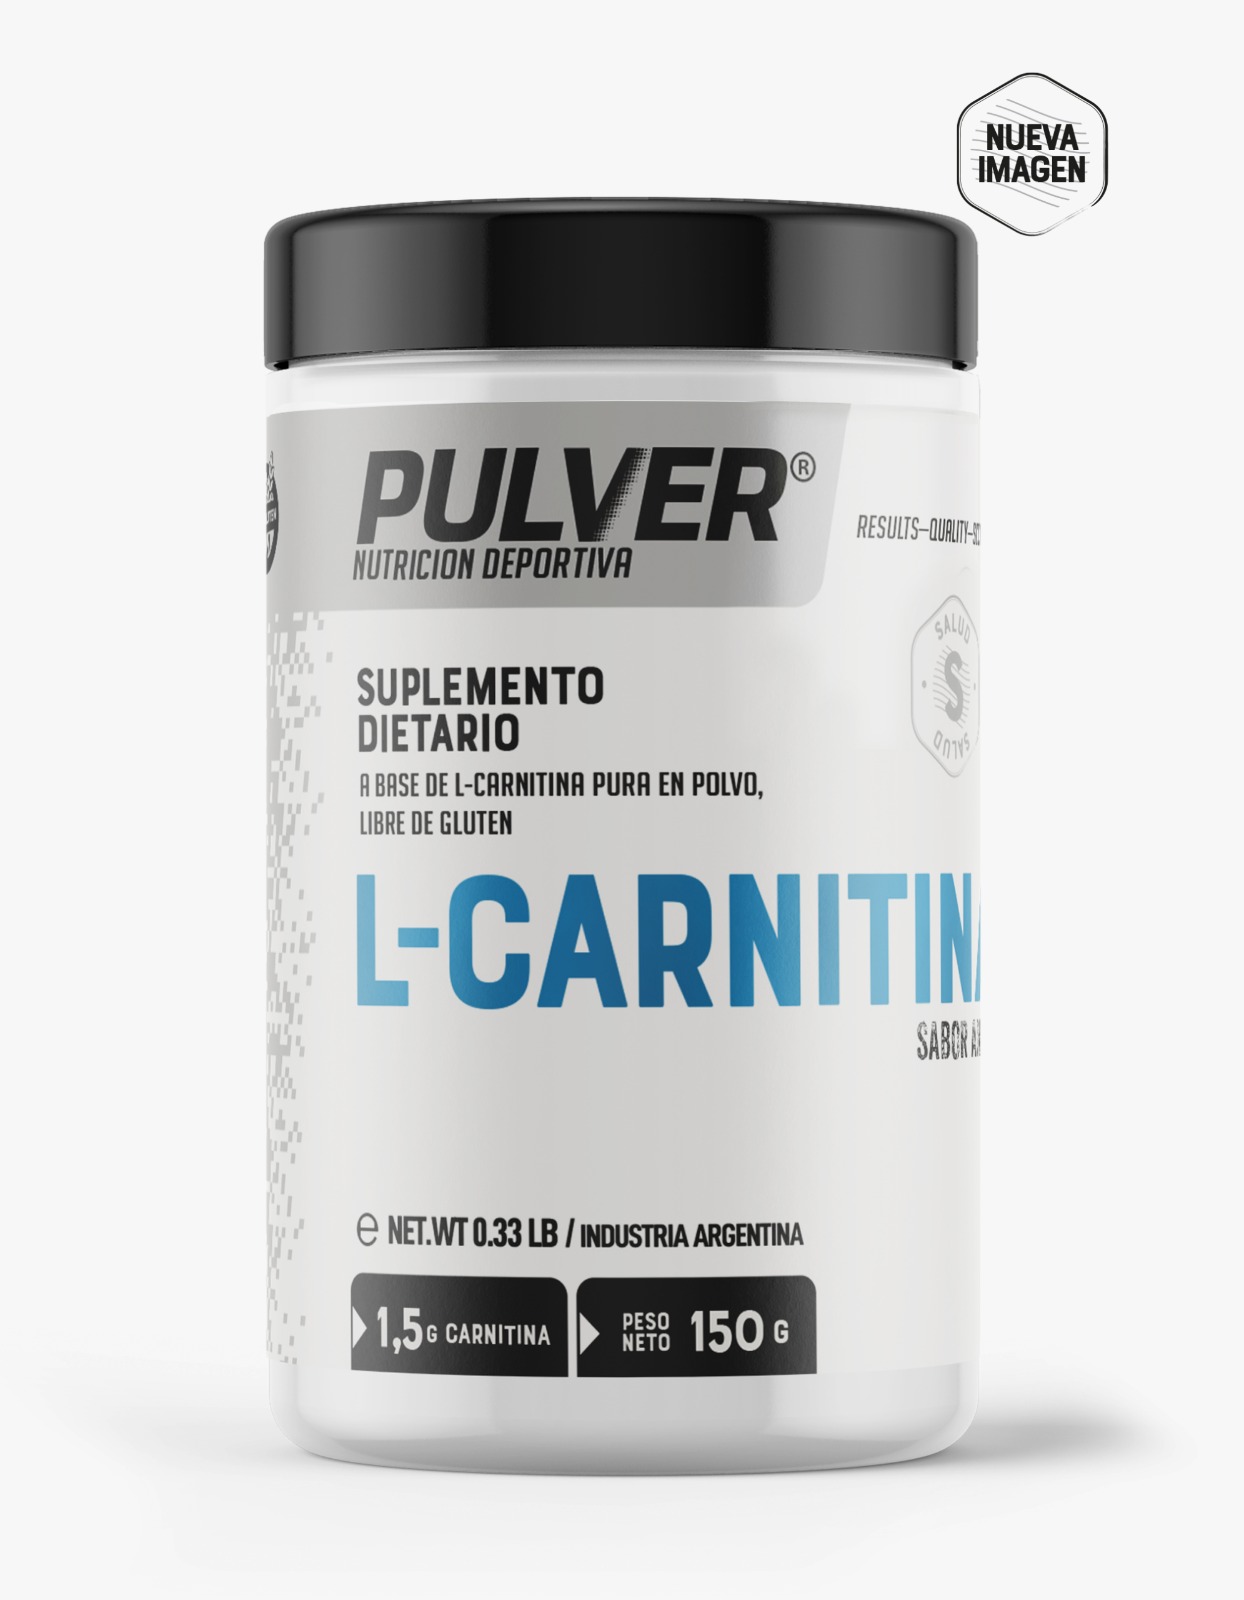 NUEVA
IMAGEN
PULVER®
NUTRICION DEPORTIVA
RESULTS–QUALITY–
SALUD
S
SALUD
SUPLEMENTO
DIETARIO
A BASE DE L-CARNITINA PURA EN POLVO,
LIBRE DE GLUTEN
L-CARNITINA
SABOR
e NET.WT 0.33 LB / INDUSTRIA ARGENTINA
1,5 G CARNITINA
PESO
NETO 150 G